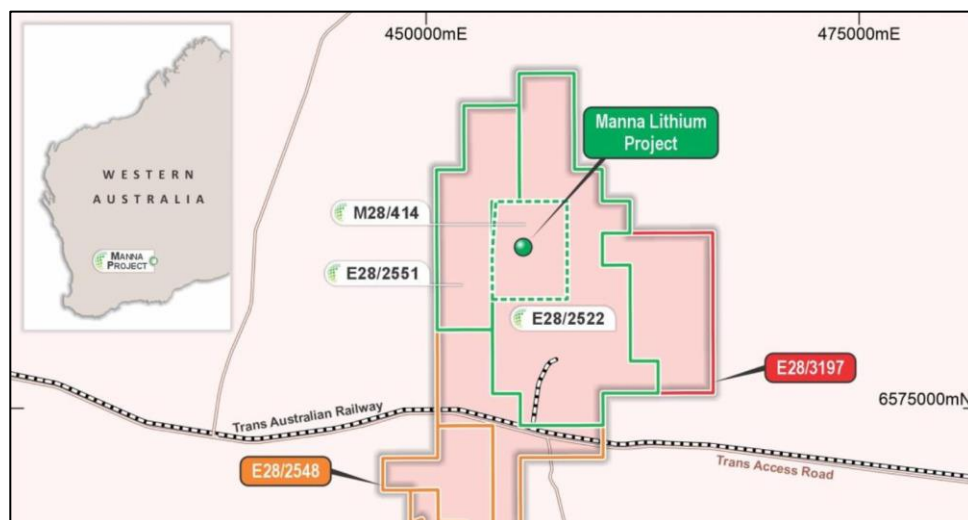 450000mE
475000mE
WESTERN
AUSTRALIA
MANNA
PROJECT
Manna Lithium
Project
M28/414
E28/2551
E28/2522
E28/3197
6575000mN
Trans Australian Railway
E28/2548
Trans Access Road